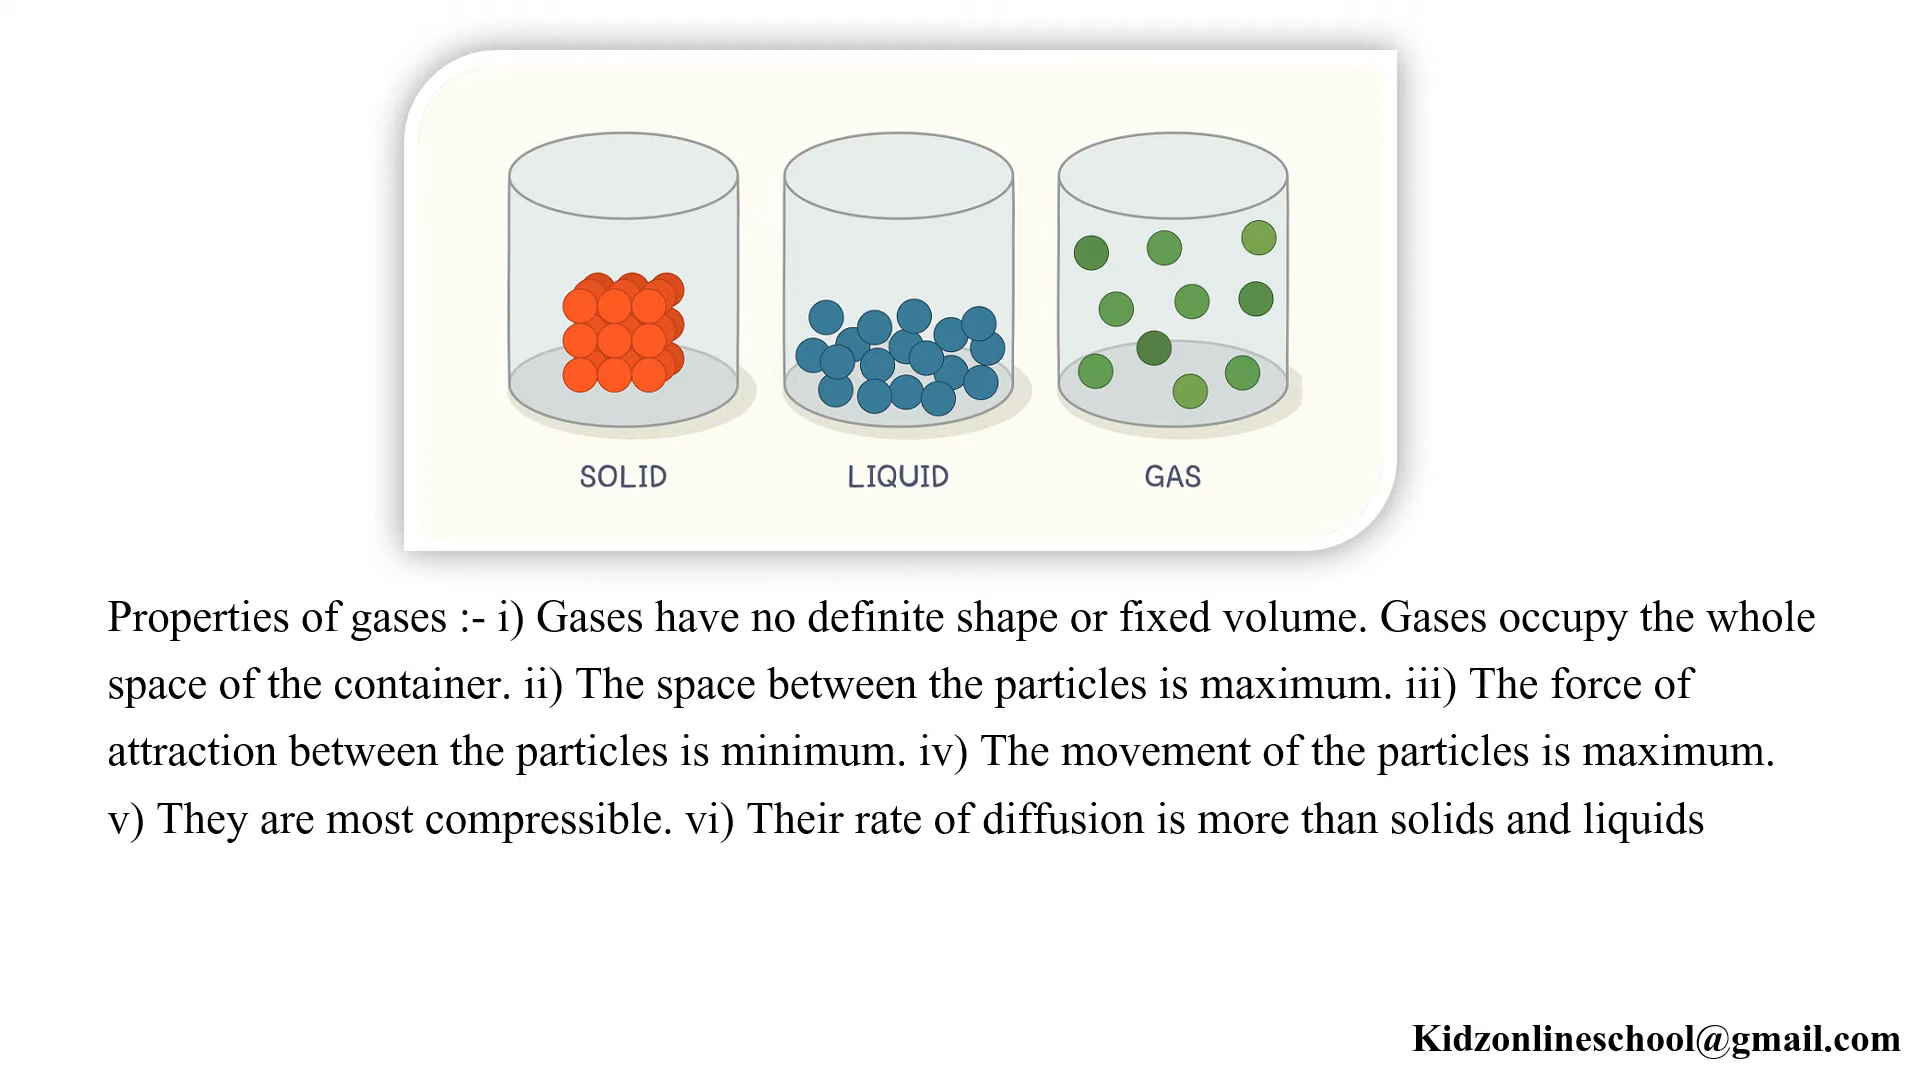 SOLID
LIQUID
GAS
Properties of gases :- i) Gases have no definite shape or fixed volume. Gases occupy the whole
space of the container. ii) The space between the particles is maximum. iii) The force of
attraction between the particles is minimum. iv) The movement of the particles is maximum.
v) They are most compressible. vi) Their rate of diffusion is more than solids and liquids
Kidzonlineschool@gmail.com